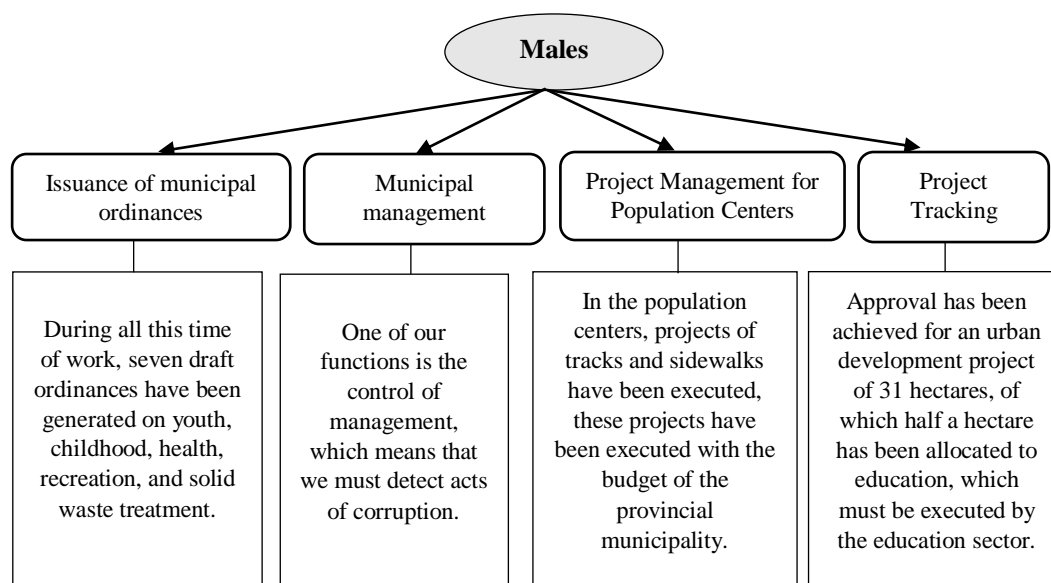 Males
Issuance of municipal
ordinances
Municipal
management
Project Management for
Population Centers
Project
Tracking
During all this time
of work, seven draft
ordinances have been
generated on youth,
childhood, health,
recreation, and solid
waste treatment.
One of our
functions is the
control of
management,
which means that
we must detect acts
of corruption.
In the population
centers, projects of
tracks and sidewalks
have been executed,
these projects have
been executed with the
budget of the
provincial
municipality.
Approval has been
achieved for an urban
development project
of 31 hectares, of
which half a hectare
has been allocated to
education, which
must be executed by
the education sector.